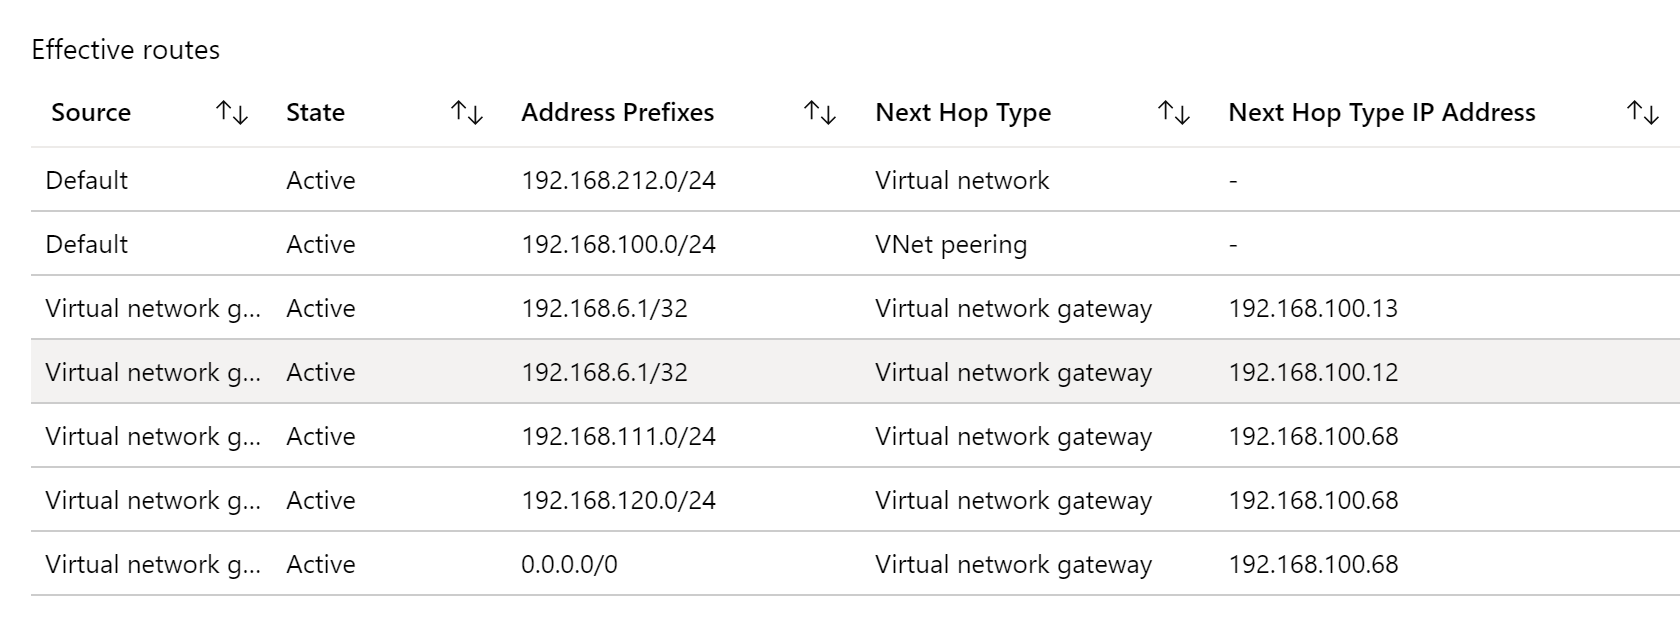 Effective routes
Source ↑↓ State ↑↓ Address Prefixes ↑↓ Next Hop Type ↑↓ Next Hop Type IP Address ↑↓
Default Active 192.168.212.0/24 Virtual network -
Default Active 192.168.100.0/24 VNet peering -
Virtual network g... Active 192.168.6.1/32 Virtual network gateway 192.168.100.13
Virtual network g... Active 192.168.6.1/32 Virtual network gateway 192.168.100.12
Virtual network g... Active 192.168.111.0/24 Virtual network gateway 192.168.100.68
Virtual network g... Active 192.168.120.0/24 Virtual network gateway 192.168.100.68
Virtual network g... Active 0.0.0.0/0 Virtual network gateway 192.168.100.68